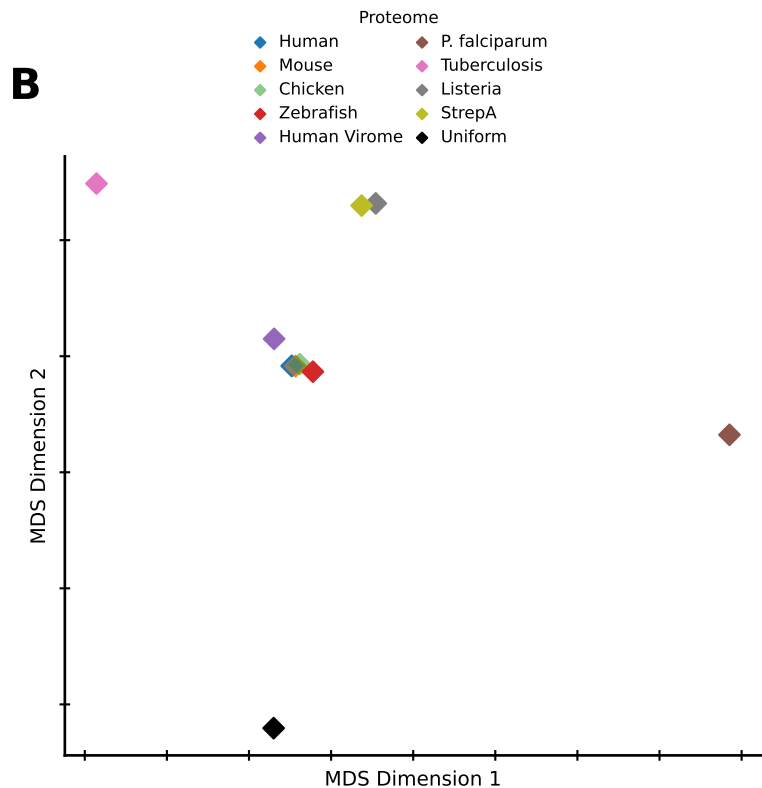 B
Proteome
Human
Mouse
Chicken
Zebrafish
Human Virome
P. falciparum
Tuberculosis
Listeria
StrepA
Uniform
MDS Dimension 2
MDS Dimension 1